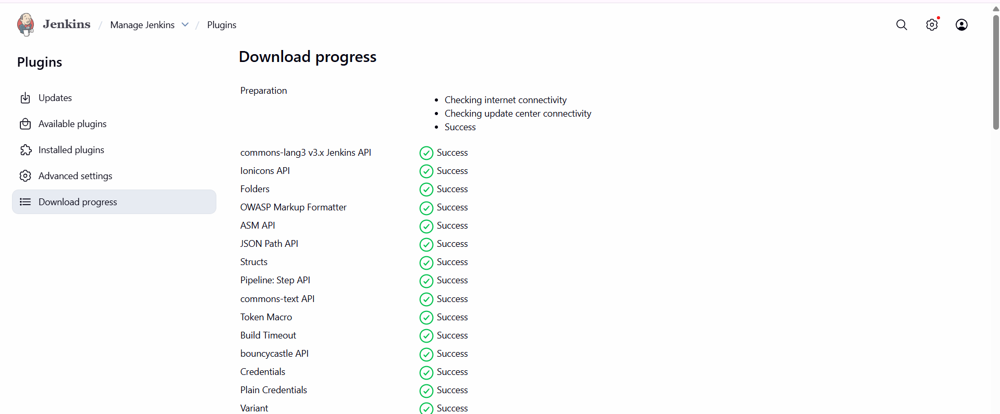 Jenkins / Manage Jenkins / Plugins
Plugins
Updates
Available plugins
Installed plugins
Advanced settings
Download progress
Download progress
Preparation
• Checking internet connectivity
• Checking update center connectivity
• Success
commons-lang3 v3.x Jenkins API Success
Ionicons API Success
Folders Success
OWASP Markup Formatter Success
ASM API Success
JSON Path API Success
Structs Success
Pipeline: Step API Success
commons-text API Success
Token Macro Success
Build Timeout Success
bouncycastle API Success
Credentials Success
Plain Credentials Success
Variant Success